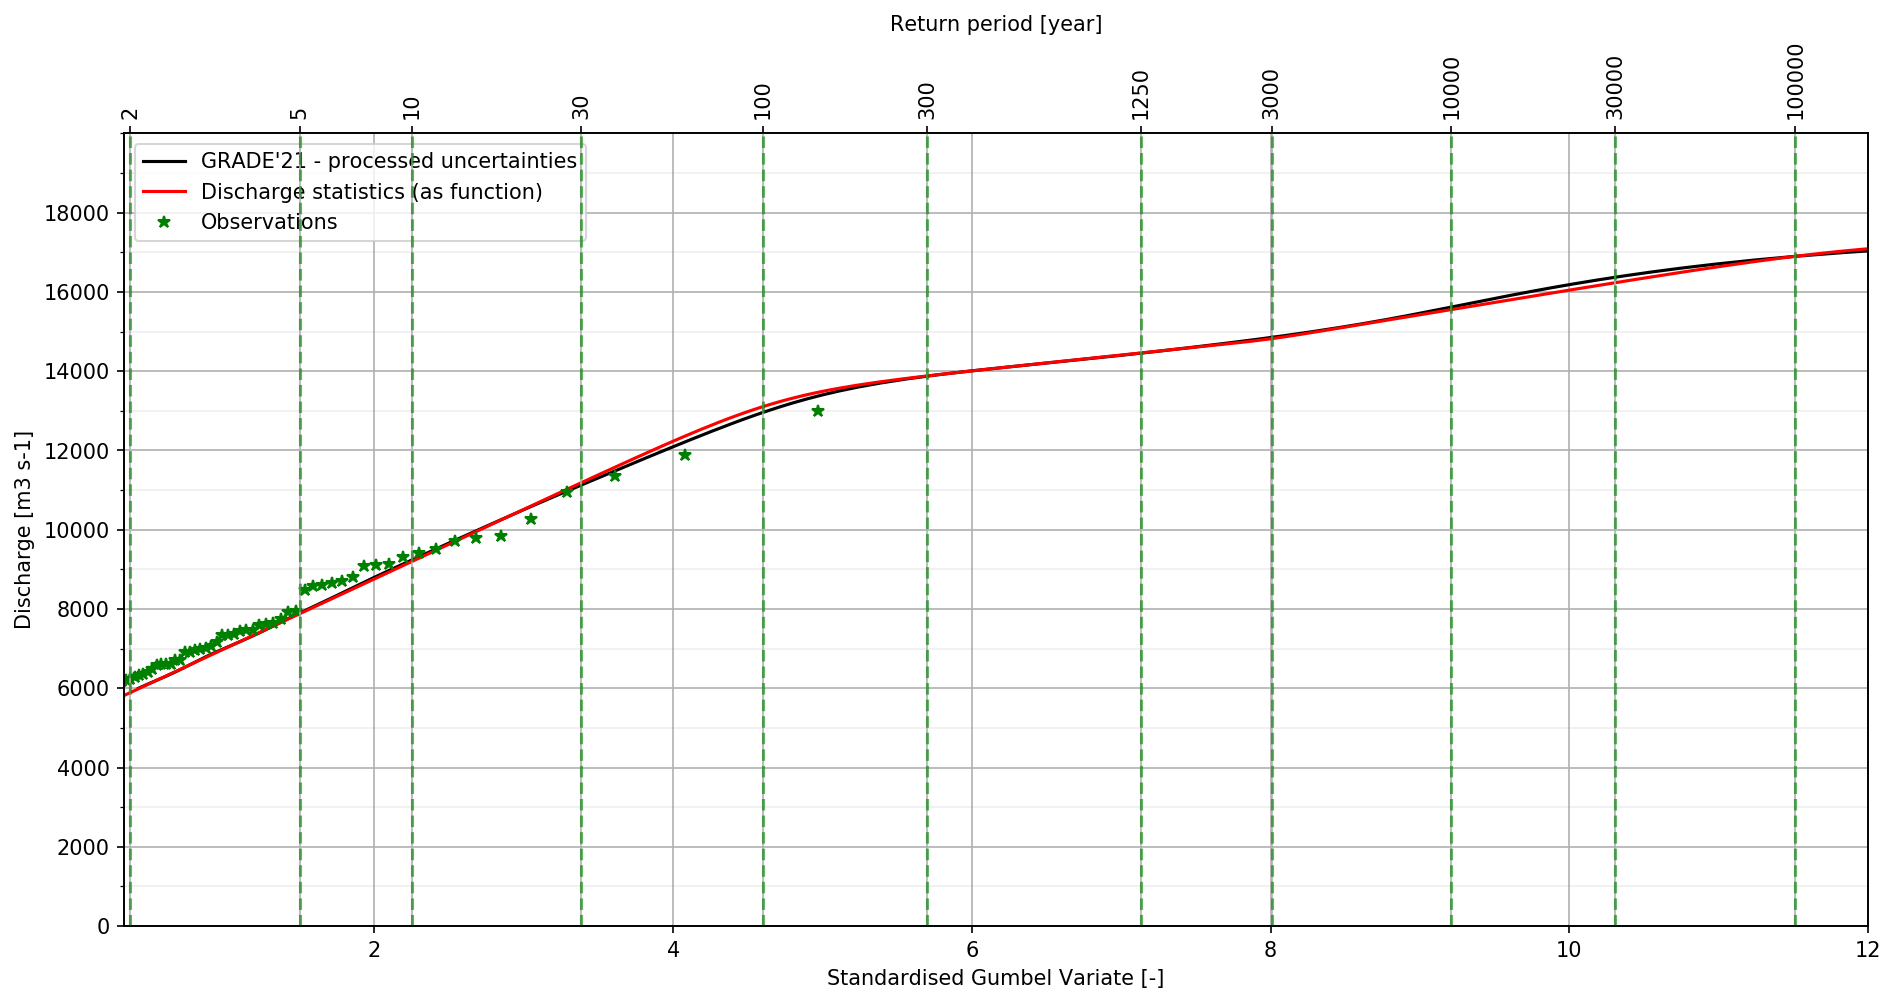 Return period [year]
2 5 10 30 100 300 1250 3000 10000 30000 100000
GRADE'21 - processed uncertainties
Discharge statistics (as function)
Observations
18000
16000
14000
12000
10000
8000
6000
4000
2000
0
Discharge [m3 s-1]
2 4 6 8 10 12
Standardised Gumbel Variate [-]